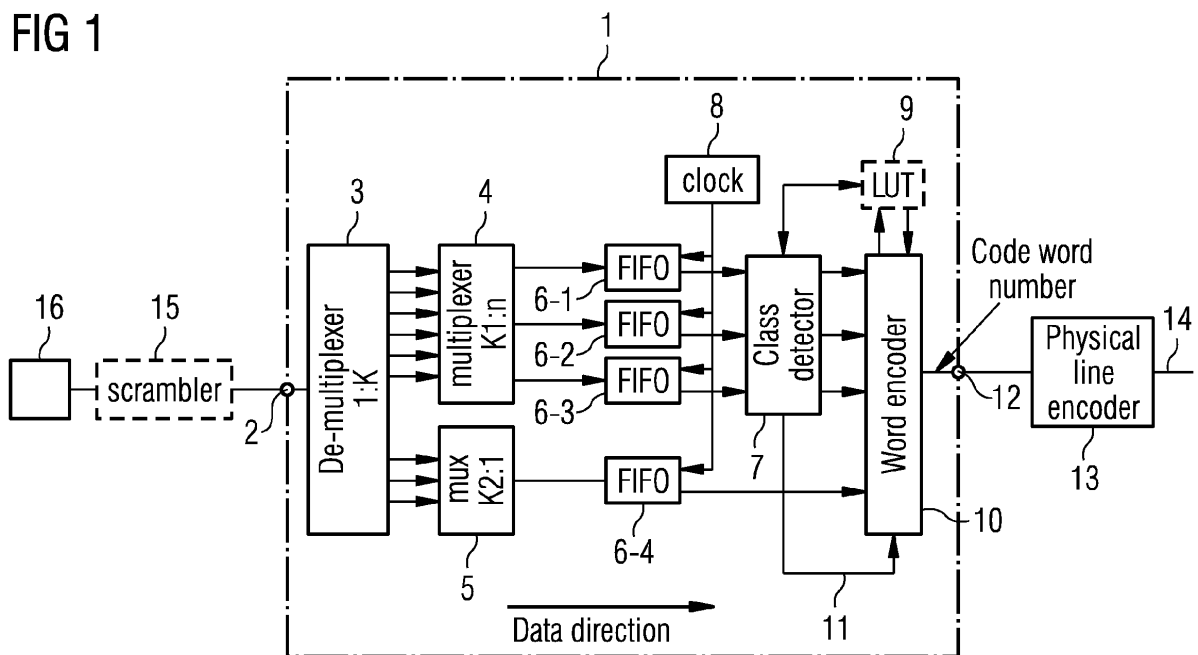 FIG 1
1
8
9
clock
LUT
3
4
Code word
number
16
15
scrambler
2
De-multiplexer
1:K
multiplexer
K1:n
FIFO
6-1
FIFO
6-2
FIFO
6-3
Class
detector
7
Word encoder
12
Physical
line
encoder
14
13
mux
K2:1
5
FIFO
6-4
10
11
Data direction